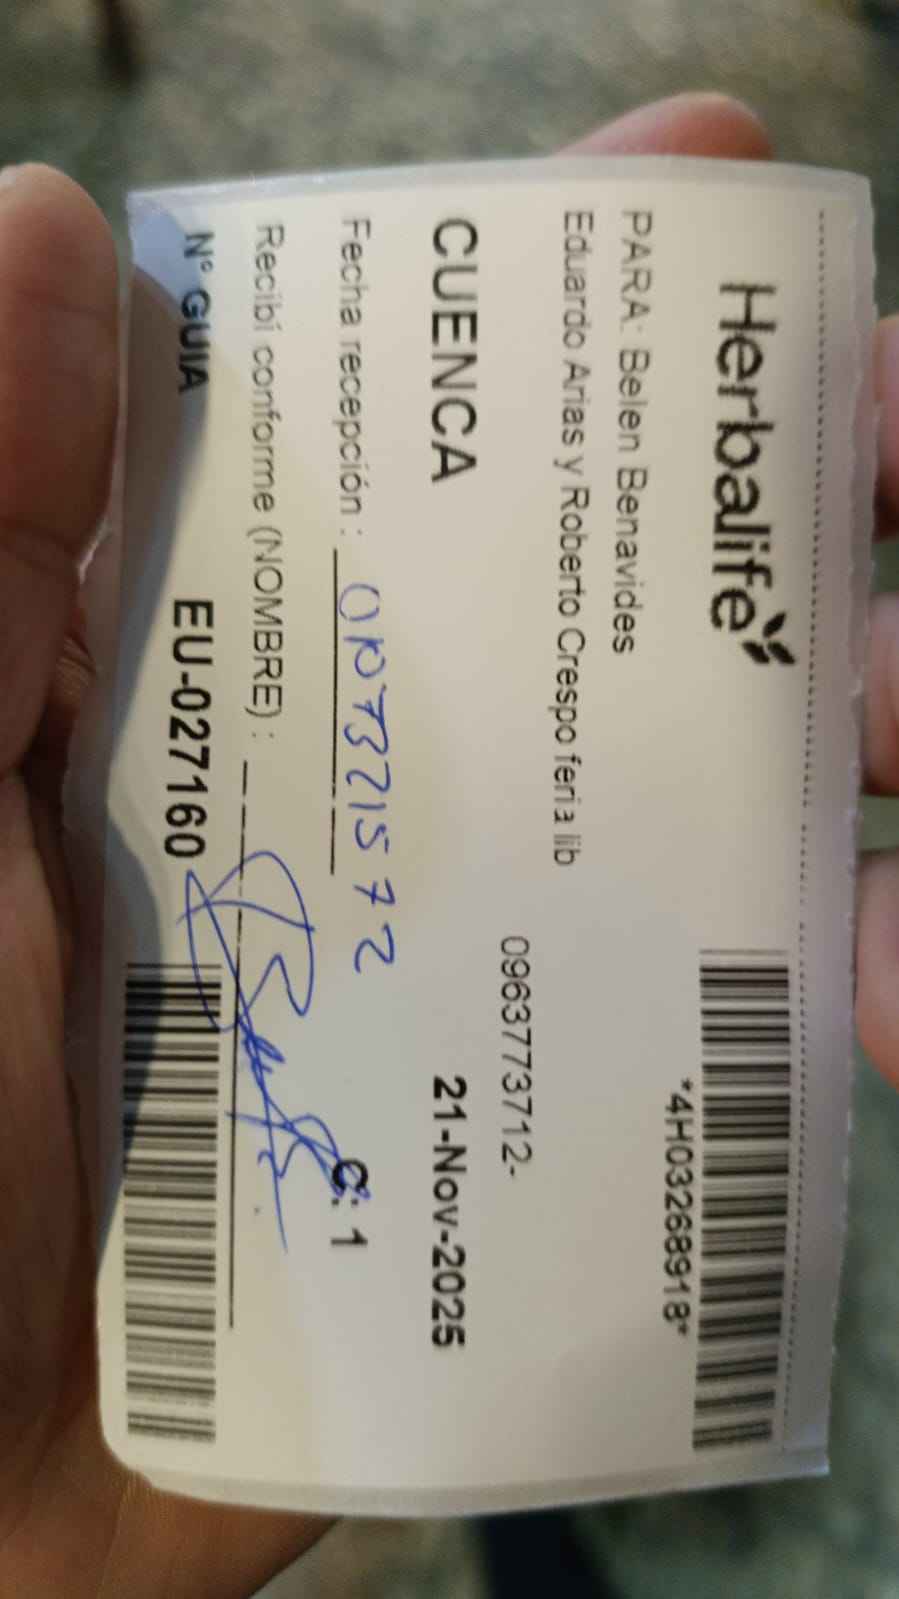 Herbalife
*4H03268918*
PARA: Belen Benavides
Eduardo Arias y Roberto Crespo feria lib
0963773712-
CUENCA 21-Nov-2025
Fecha recepción : 0107321572
C: 1
Recibí conforme (NOMBRE) :
N° GUIA EU-027160